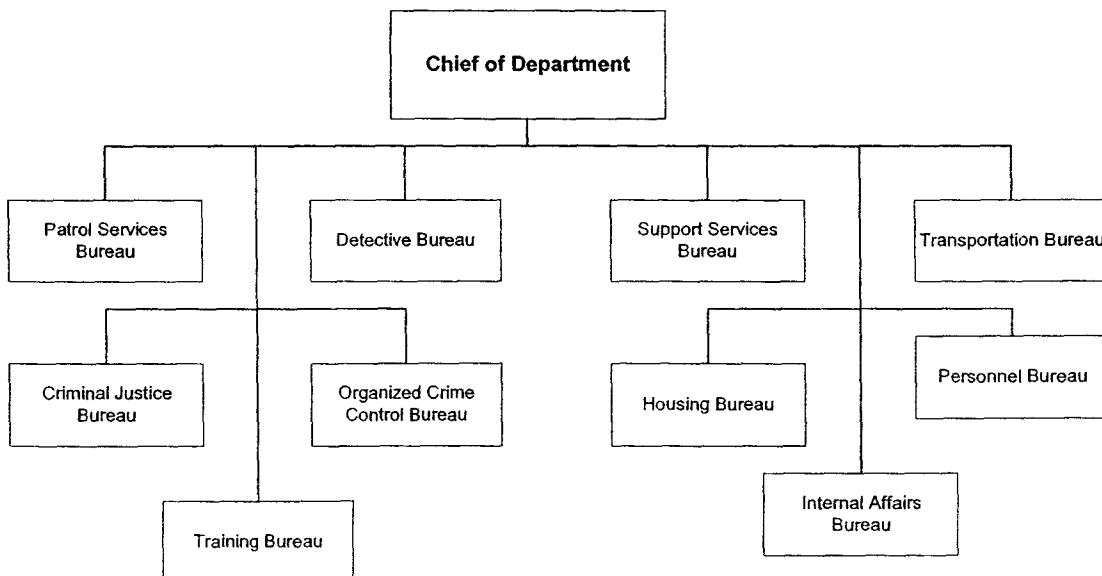 Chief of Department
Patrol Services
Bureau
Detective Bureau
Support Services
Bureau
Transportation Bureau
Criminal Justice
Bureau
Organized Crime
Control Bureau
Housing Bureau
Personnel Bureau
Training Bureau
Internal Affairs
Bureau